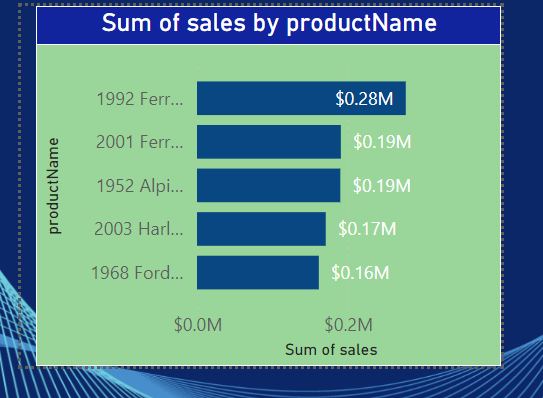 Sum of sales by productName
productName
1992 Ferr...
$0.28M
2001 Ferr...
$0.19M
1952 Alpi...
$0.19M
2003 Harl...
$0.17M
1968 Ford...
$0.16M
$0.0M
$0.2M
Sum of sales